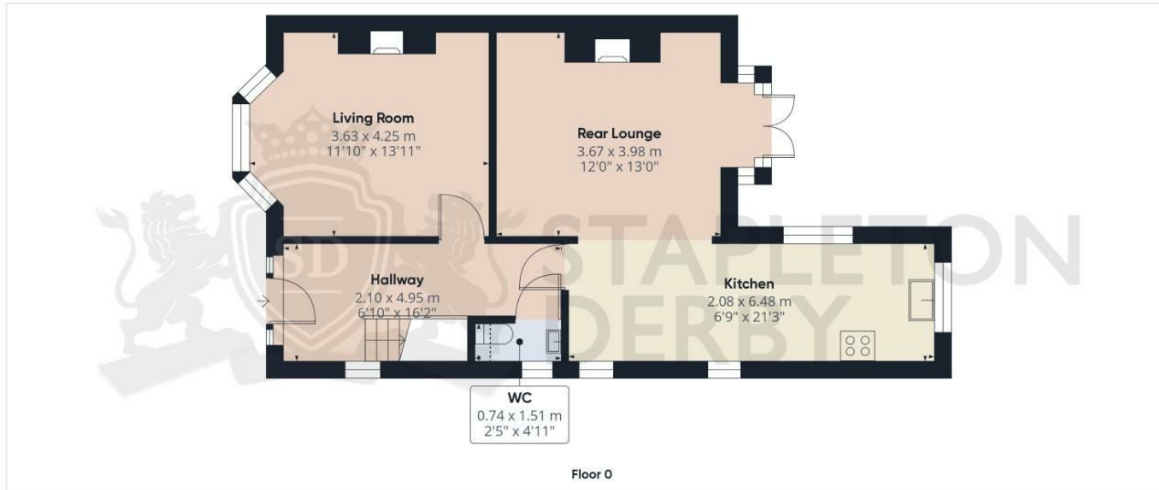 Living Room
3.63 x 4.25 m
11'10" x 13'11"
Rear Lounge
3.67 x 3.98 m
12'0" x 13'0"
SD
STAPLETON
DERBY
Hallway
2.10 x 4.95 m
6'10" x 16'2"
Kitchen
2.08 x 6.48 m
6'9" x 21'3"
WC
0.74 x 1.51 m
2'5" x 4'11"
Floor 0